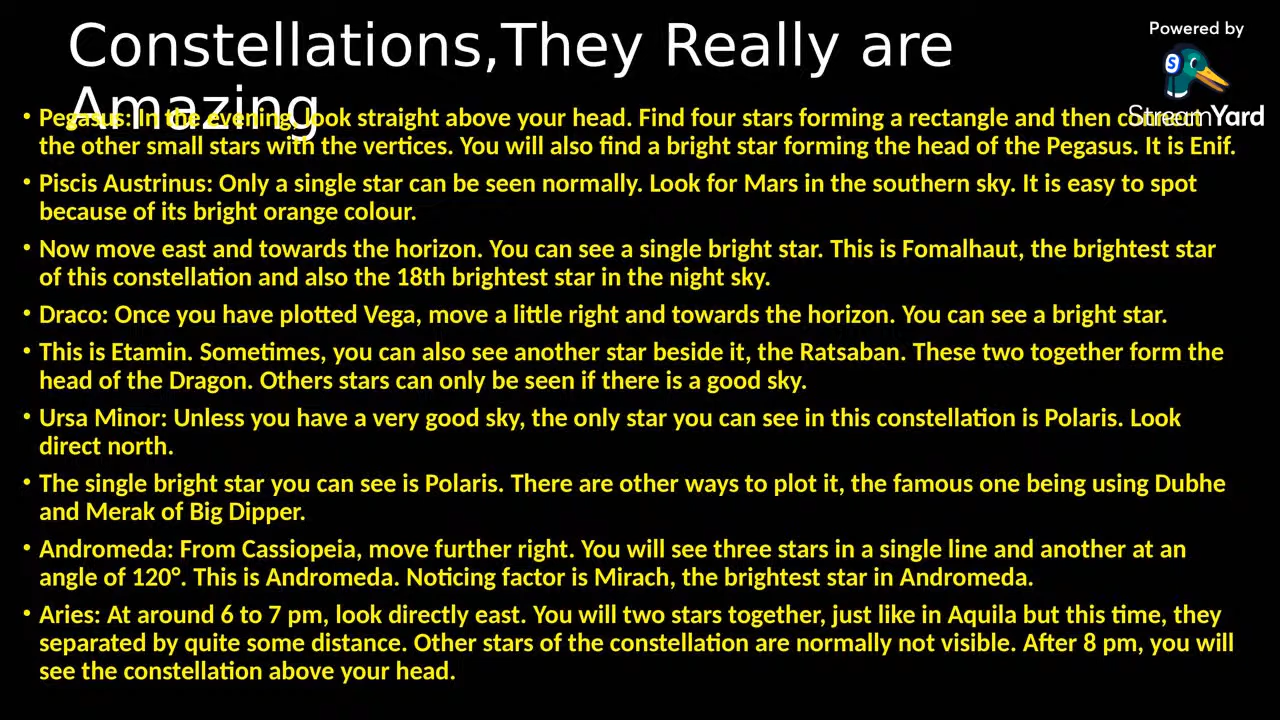 Constellations,They Really are
Amazing
Powered by
StreamYard
• Pegasus: In the evening, look straight above your head. Find four stars forming a rectangle and then connect
the other small stars with the vertices. You will also find a bright star forming the head of the Pegasus. It is Enif.
• Piscis Austrinus: Only a single star can be seen normally. Look for Mars in the southern sky. It is easy to spot
because of its bright orange colour.
• Now move east and towards the horizon. You can see a single bright star. This is Fomalhaut, the brightest star
of this constellation and also the 18th brightest star in the night sky.
• Draco: Once you have plotted Vega, move a little right and towards the horizon. You can see a bright star.
• This is Etamin. Sometimes, you can also see another star beside it, the Ratsaban. These two together form the
head of the Dragon. Others stars can only be seen if there is a good sky.
• Ursa Minor: Unless you have a very good sky, the only star you can see in this constellation is Polaris. Look
direct north.
• The single bright star you can see is Polaris. There are other ways to plot it, the famous one being using Dubhe
and Merak of Big Dipper.
• Andromeda: From Cassiopeia, move further right. You will see three stars in a single line and another at an
angle of 120°. This is Andromeda. Noticing factor is Mirach, the brightest star in Andromeda.
• Aries: At around 6 to 7 pm, look directly east. You will two stars together, just like in Aquila but this time, they
separated by quite some distance. Other stars of the constellation are normally not visible. After 8 pm, you will
see the constellation above your head.